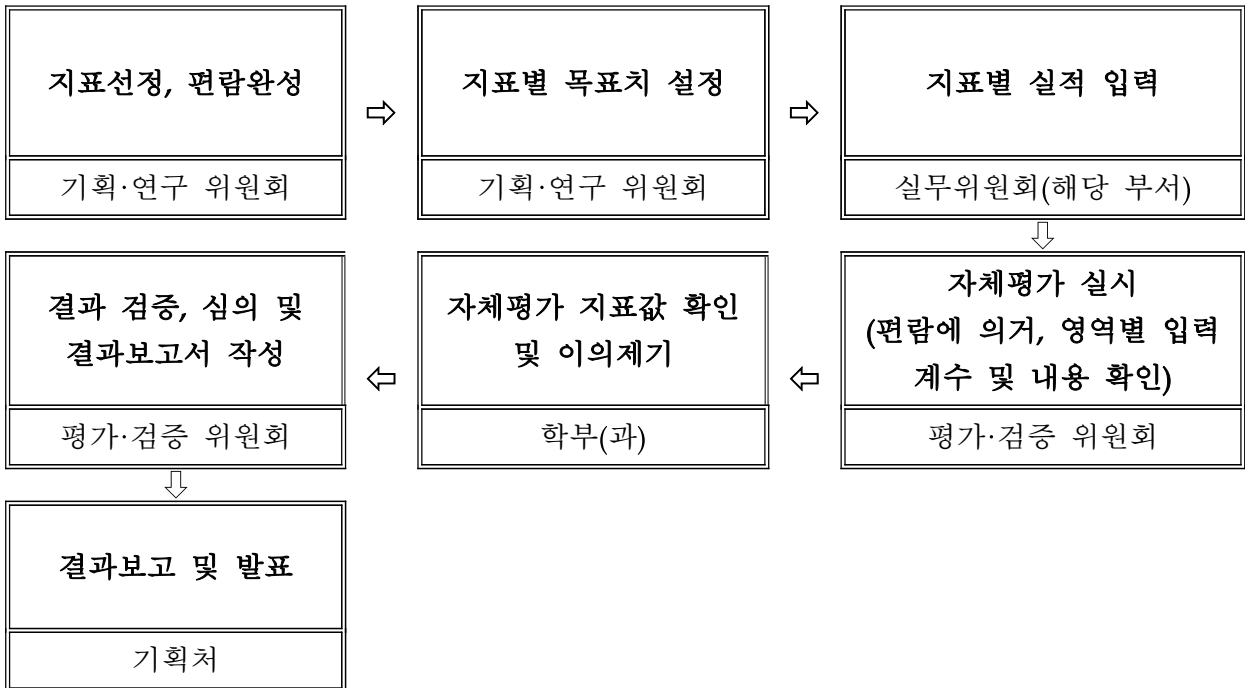 지표선정, 편람완성
기획·연구 위원회
지표별 목표치 설정
기획·연구 위원회
지표별 실적 입력
실무위원회(해당 부서)
자체평가 실시
(편람에 의거, 영역별 입력
계수 및 내용 확인)
평가·검증 위원회
자체평가 지표값 확인
및 이의제기
학부(과)
결과 검증, 심의 및
결과보고서 작성
평가·검증 위원회
결과보고 및 발표
기획처